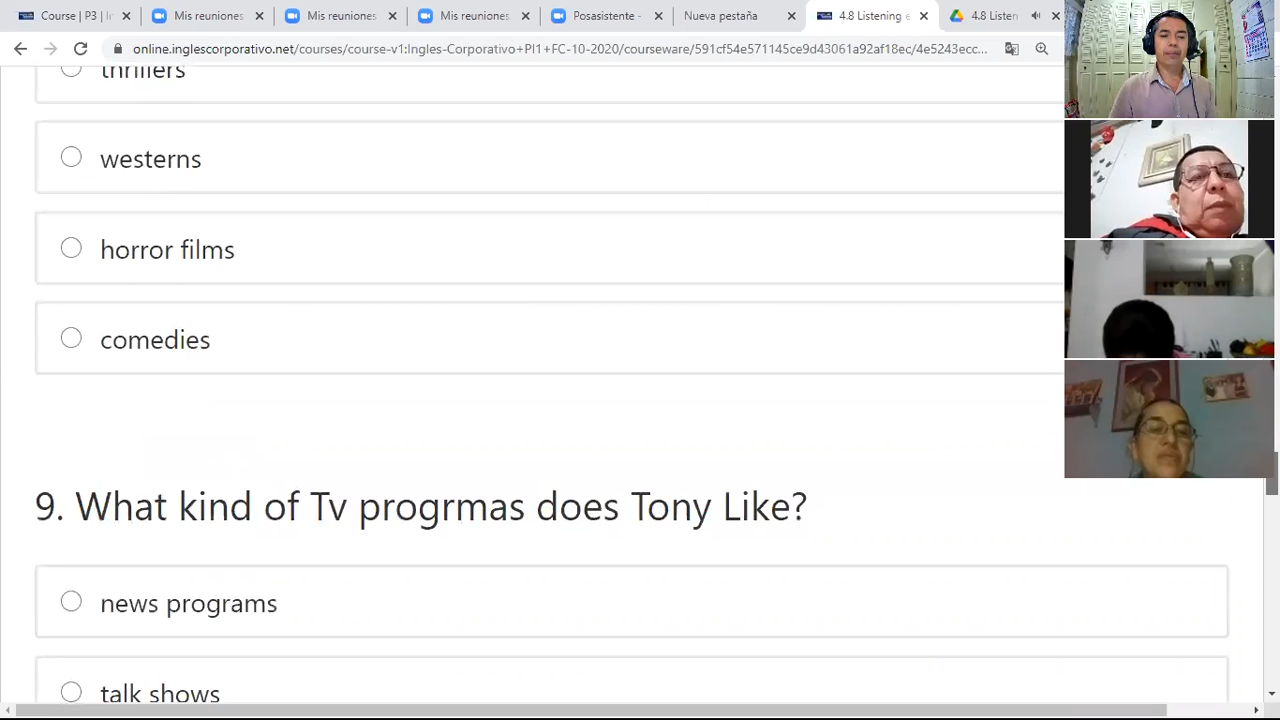 Course | P3 | I
Mis reuniones
Mis reuniones
Mis reuniones
Posasistente -
Nueva pestaña
4.8 Listening e
4.8 Listen
online.inglescorporativo.net/courses/course-v1:Ingles-Corporativo+PI1+FC-10-2020/courseware/591cf54e571145ce9d43061a92af18ec/4e5243ecc...
thrillers
westerns
horror films
comedies
9. What kind of Tv progrmas does Tony Like?
news programs
talk shows